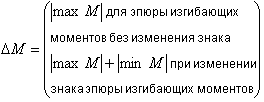 |max M| для эпюры изгибающих
моментов без изменения знака
ΔM =
|max M| + |min M| при изменении
знака эпюры изгибающих моментов